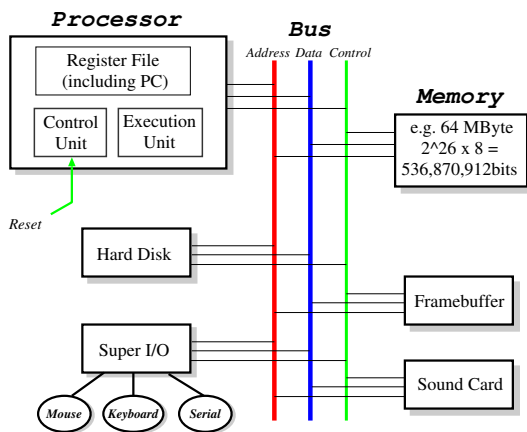 Processor
Bus
Address Data Control
Register File
(including PC)
Control
Unit
Execution
Unit
Reset
Memory
e.g. 64 MByte
2^26 x 8 =
536,870,912bits
Hard Disk
Framebuffer
Super I/O
Sound Card
Mouse
Keyboard
Serial